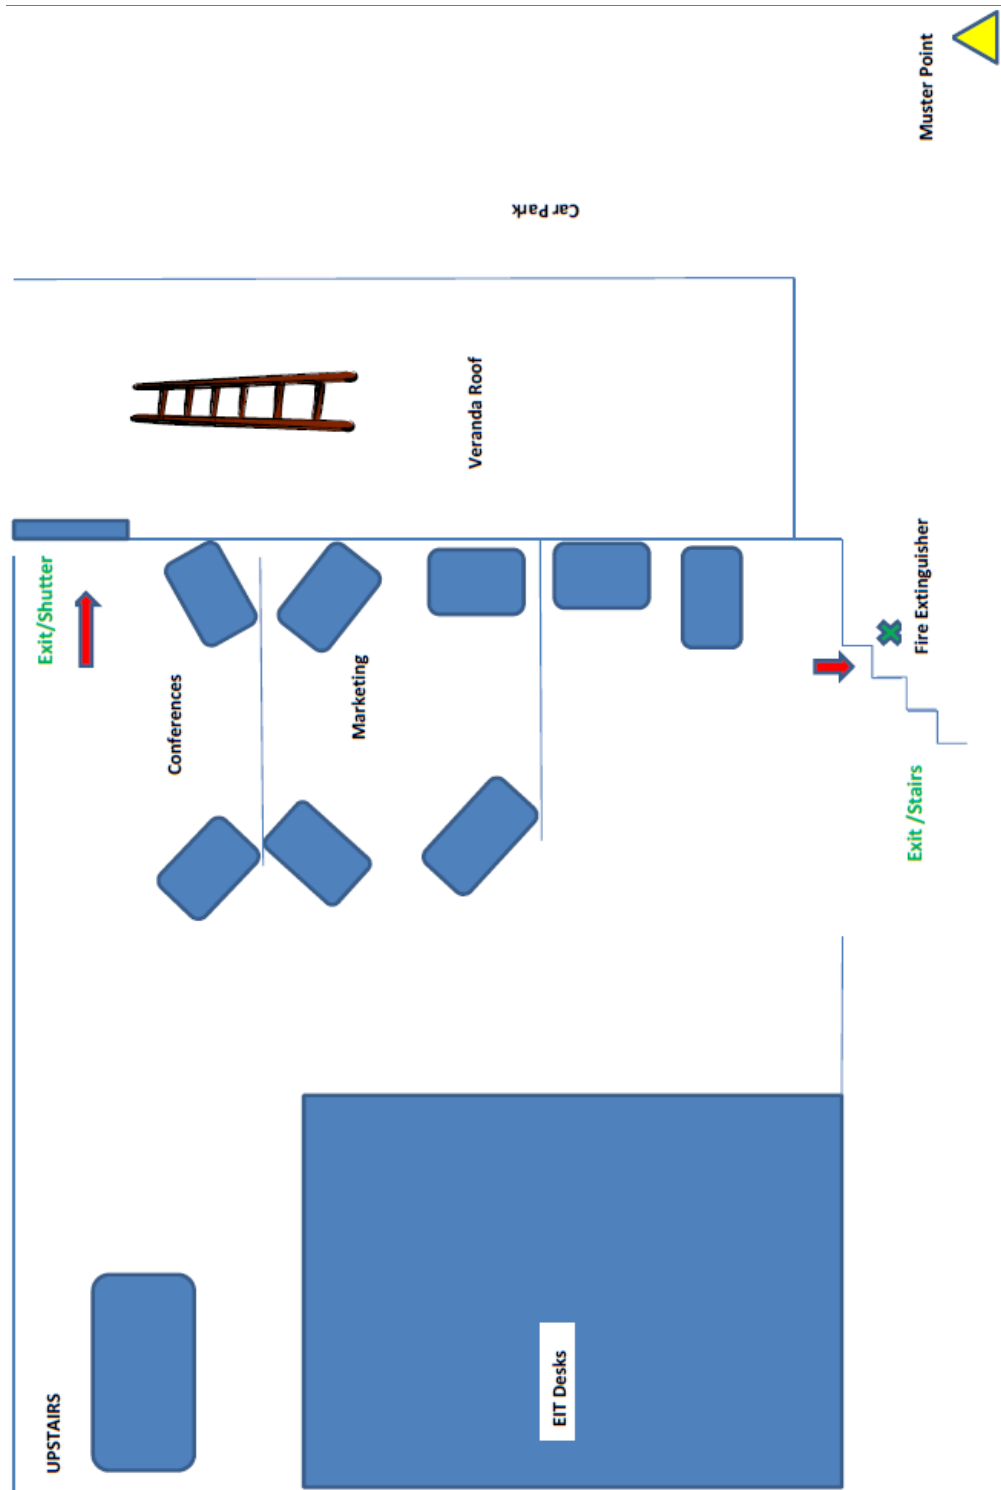 UPSTAIRS
Exit/Shutter
Conferences
Marketing
Veranda Roof
Car Park
Muster Point
Fire Extinguisher
Exit /Stairs
EIT Desks